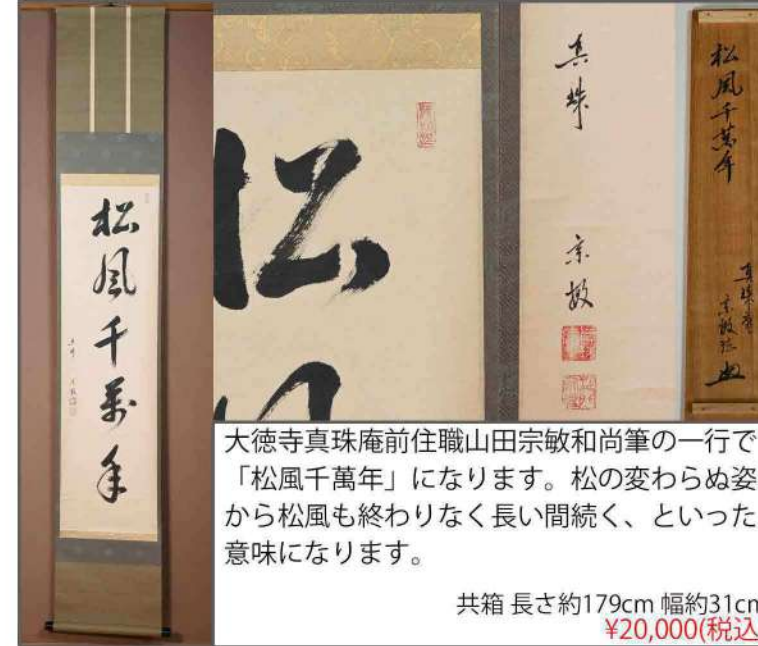 松風千萬年
真珠
宗敏
松風千萬年
真珠庵
大徳寺真珠庵前住職山田宗敏和尚筆の一行で
「松風千萬年」になります。松の変わらぬ姿
から松風も終わりなく長い間続く、といった
意味になります。
共箱 長さ約179cm 幅約31cm
¥20,000(税込